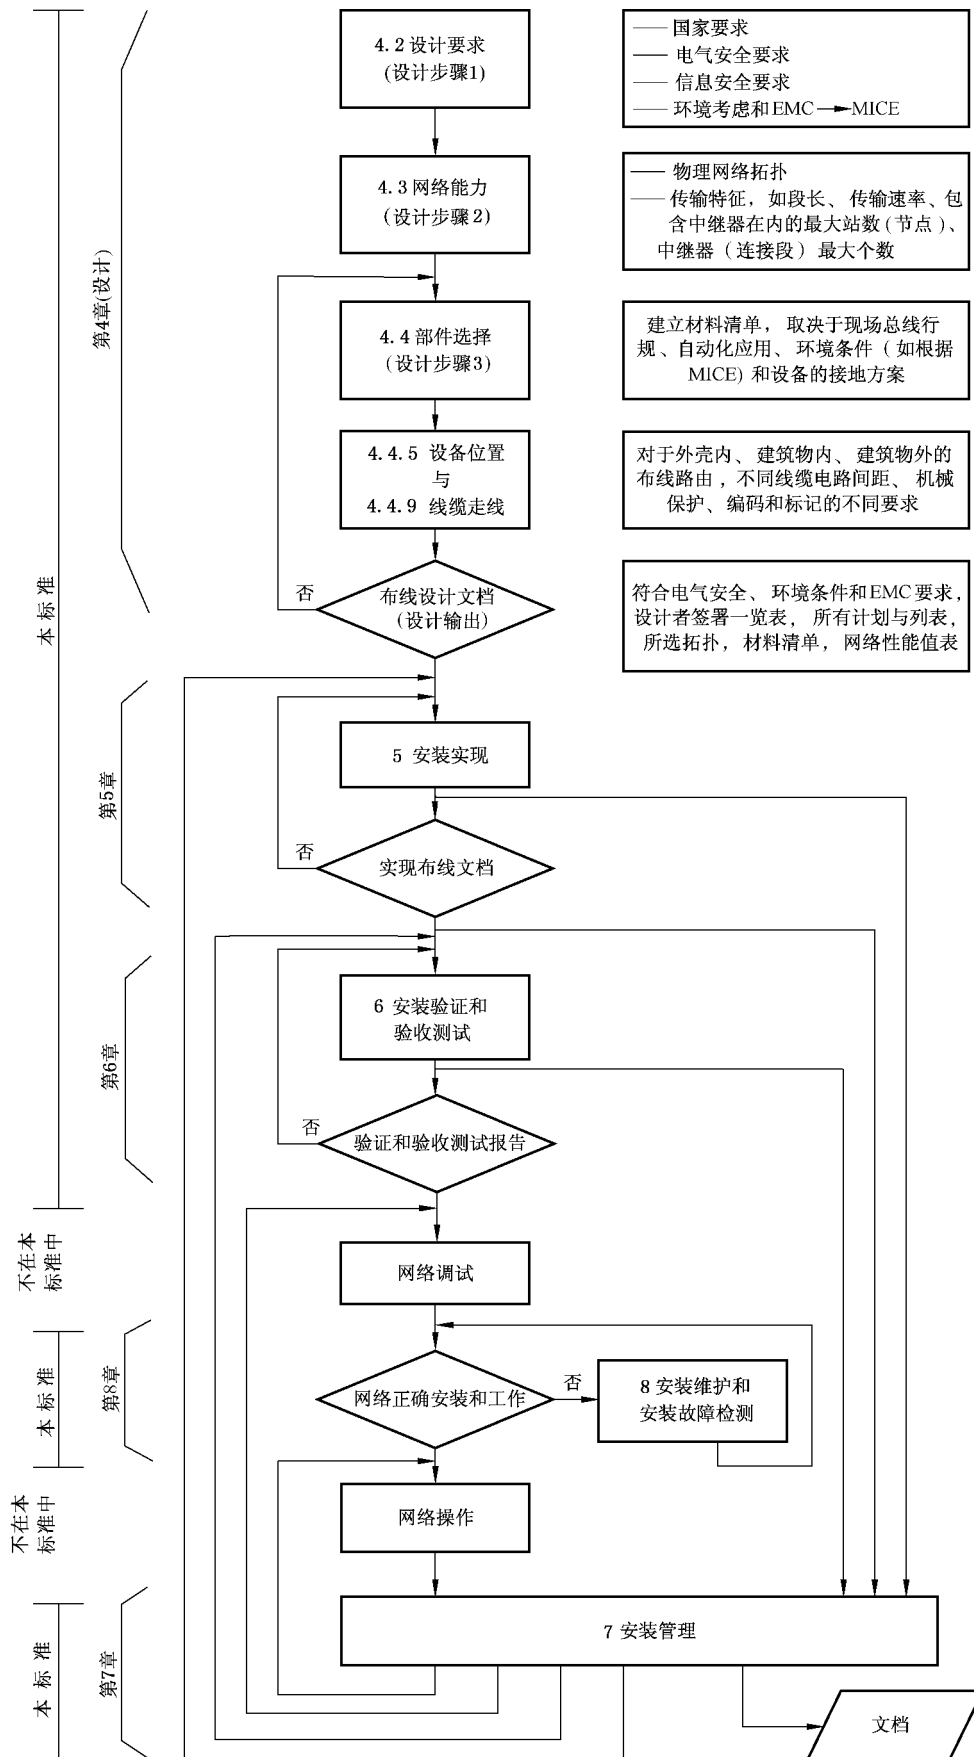 4.2设计要求
(设计步骤1)
—— 国家要求
—— 电气安全要求
—— 信息安全要求
—— 环境考虑和EMC→MICE
4.3网络能力
(设计步骤2)
—— 物理网络拓扑
—— 传输特征，如段长、传输速率、包
含中继器在内的最大站数(节点)、
中继器(连接段)最大个数
第4章(设计)
4.4部件选择
(设计步骤3)
建立材料清单，取决于现场总线行
规、自动化应用、环境条件(如根据
MICE)和设备的接地方案
4.4.5 设备位置
与
4.4.9 线缆走线
对于外壳内、建筑物内、建筑物外的
布线路由，不同线缆电路间距、机械
保护、编码和标记的不同要求
否
布线设计文档
(设计输出)
符合电气安全、环境条件和EMC要求，
设计者签署一览表，所有计划与列表，
所选拓扑，材料清单，网络性能值表
本标准
5 安装实现
第5章
否
实现布线文档
6 安装验证和
验收测试
第6章
否
验证和验收测试报告
不在本
标准中
网络调试
本标准
第8章
网络正确安装和工作
否
8安装维护和
安装故障检测
不在本
标准中
网络操作
本标准
第7章
7安装管理
文档